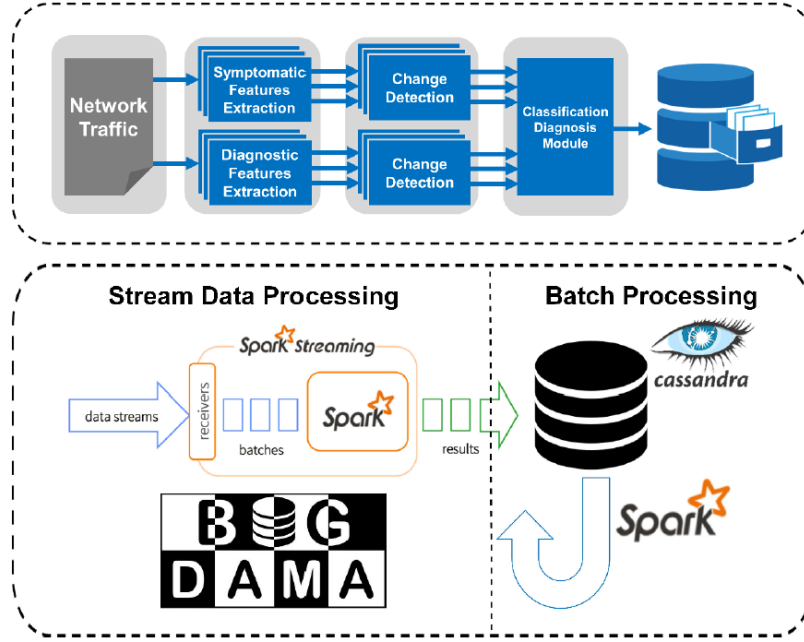 Network
Traffic
Symptomatic
Features
Extraction
Change
Detection
Diagnostic
Features
Extraction
Change
Detection
Classification
Diagnosis
Module
Stream Data Processing
Batch Processing
Spark Streaming
data streams
receivers
batches
Spark
results
cassandra
Spark
BIG
DAMA